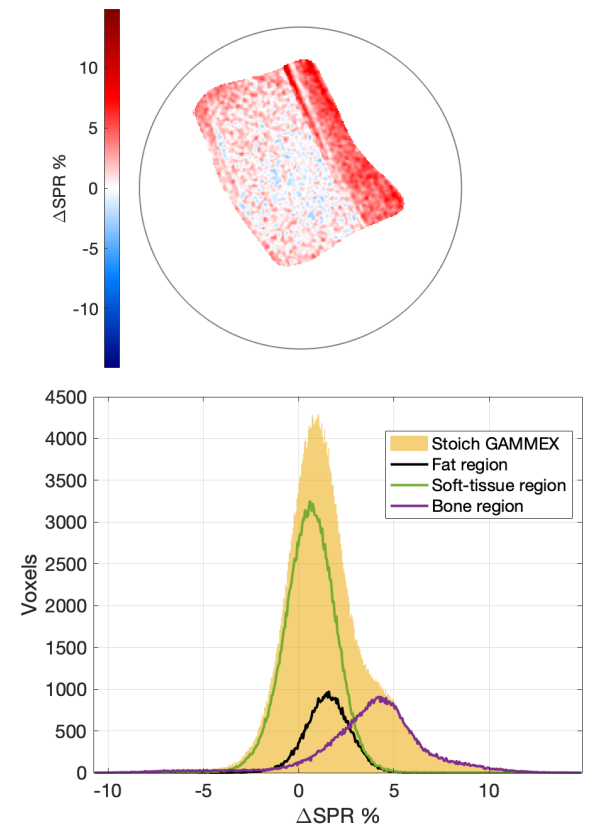 10
5
0
-5
-10
ΔSPR %
4500
4000
3500
3000
2500
2000
1500
1000
500
0
Voxels
Stoich GAMMEX
Fat region
Soft-tissue region
Bone region
-10 -5 0 5 10
ΔSPR %